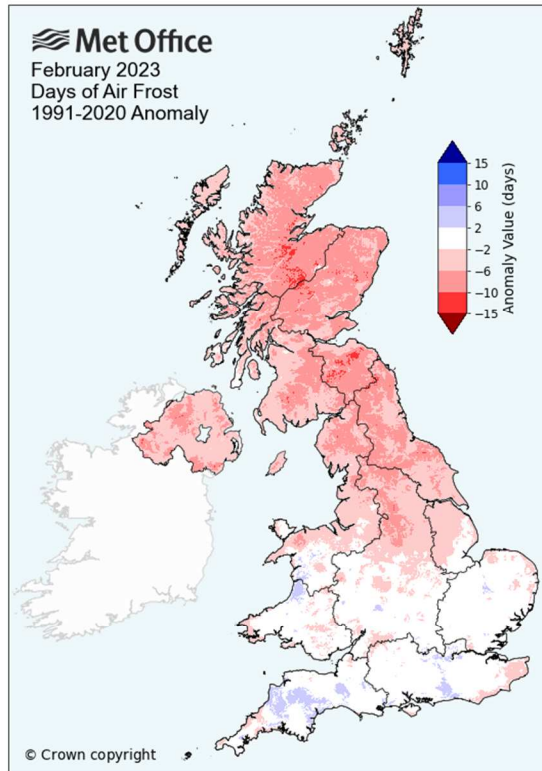 Met Office
February 2023
Days of Air Frost
1991-2020 Anomaly
15
10
6
2
−2
−6
−10
−15
Anomaly Value (days)
© Crown copyright